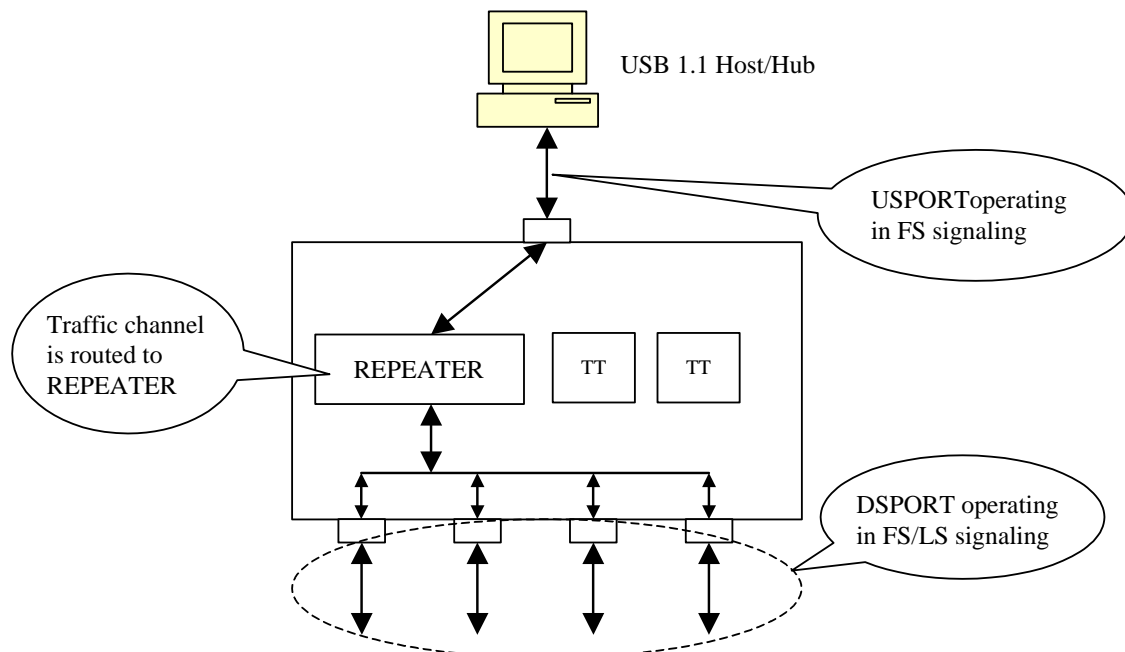 USB 1.1 Host/Hub
USPORToperating
in FS signaling
Traffic channel
is routed to
REPEATER
REPEATER
TT
TT
DSPORT operating
in FS/LS signaling